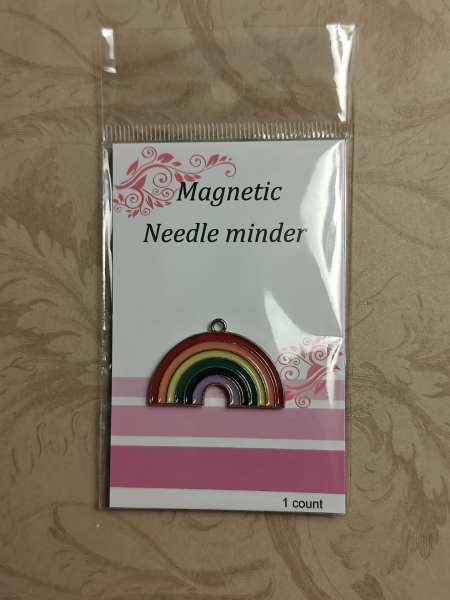 Magnetic
Needle minder
1 count